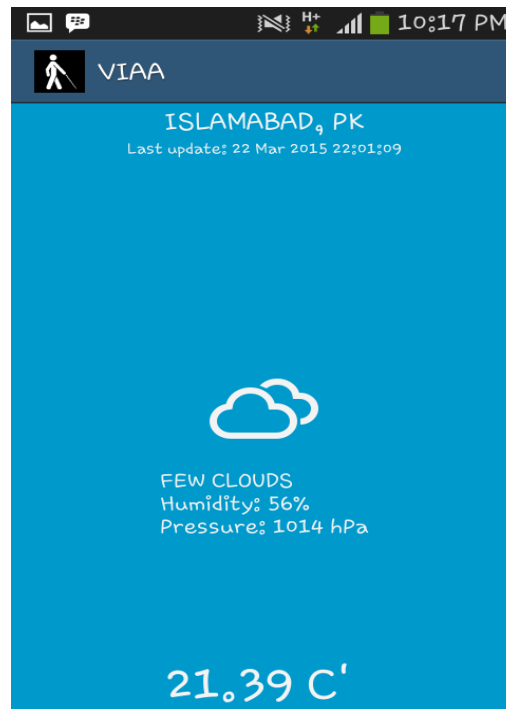 H+ 10:17 PM
VIAA
ISLAMABAD, PK
Last update: 22 Mar 2015 22:01:09
FEW CLOUDS
Humidity: 56%
Pressure: 1014 hPa
21.39 C'